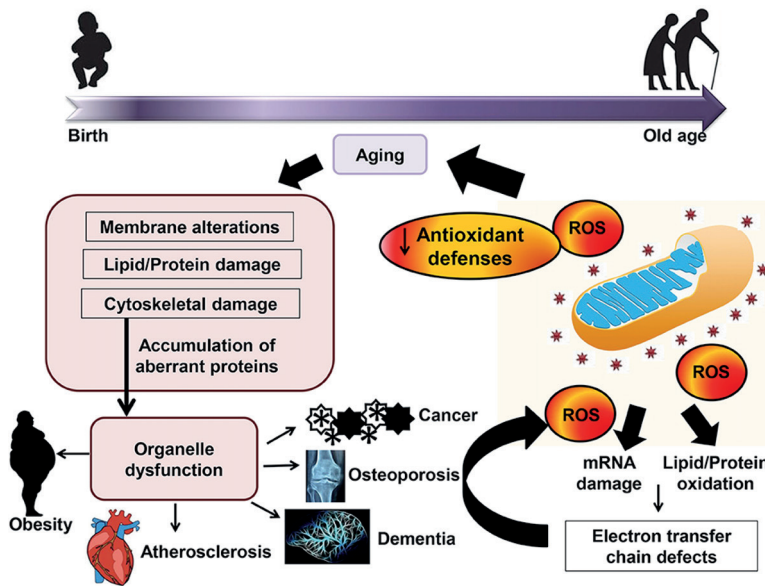 Birth
Old age
Aging
Membrane alterations
Lipid/Protein damage
Cytoskeletal damage
Accumulation of
aberrant proteins
↓ Antioxidant
defenses
ROS
ROS
ROS
mRNA
damage
Lipid/Protein
oxidation
Electron transfer
chain defects
Organelle
dysfunction
Cancer
Osteoporosis
Dementia
Atherosclerosis
Obesity